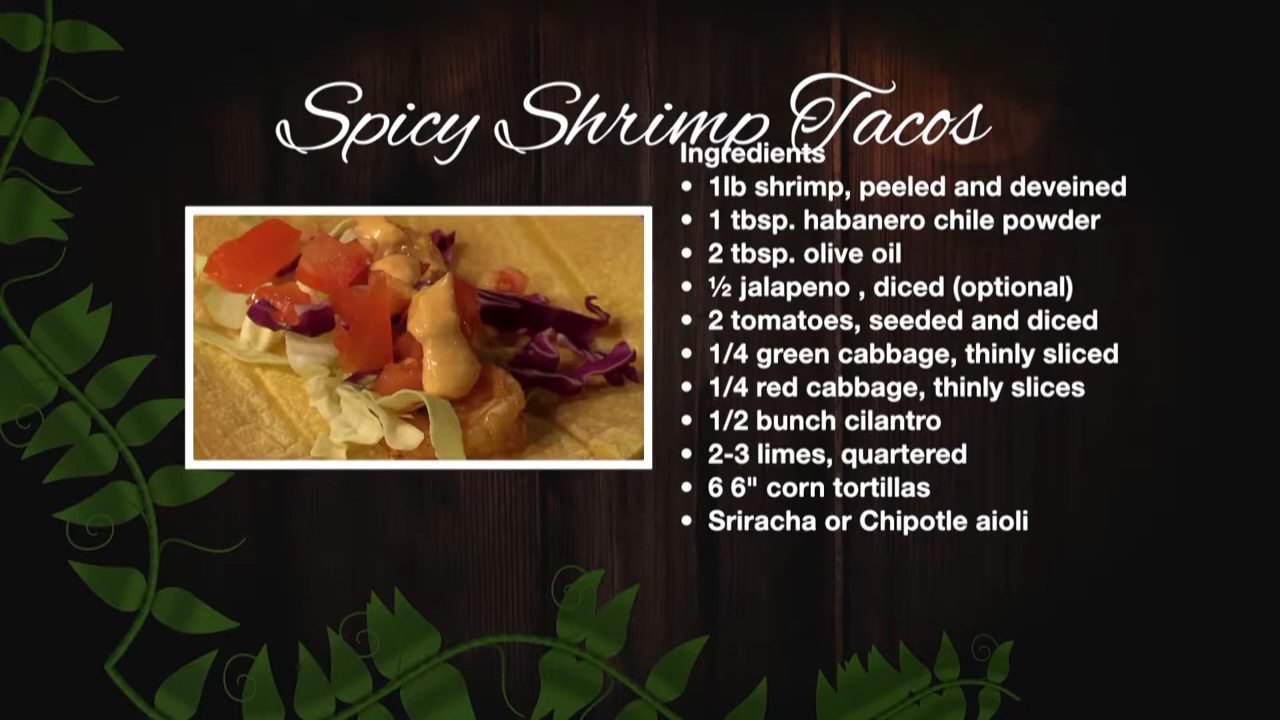 Spicy Shrimp Tacos
Ingredients
• 1lb shrimp, peeled and deveined
• 1 tbsp. habanero chile powder
• 2 tbsp. olive oil
• ½ jalapeno , diced (optional)
• 2 tomatoes, seeded and diced
• 1/4 green cabbage, thinly sliced
• 1/4 red cabbage, thinly slices
• 1/2 bunch cilantro
• 2-3 limes, quartered
• 6 6" corn tortillas
• Sriracha or Chipotle aioli